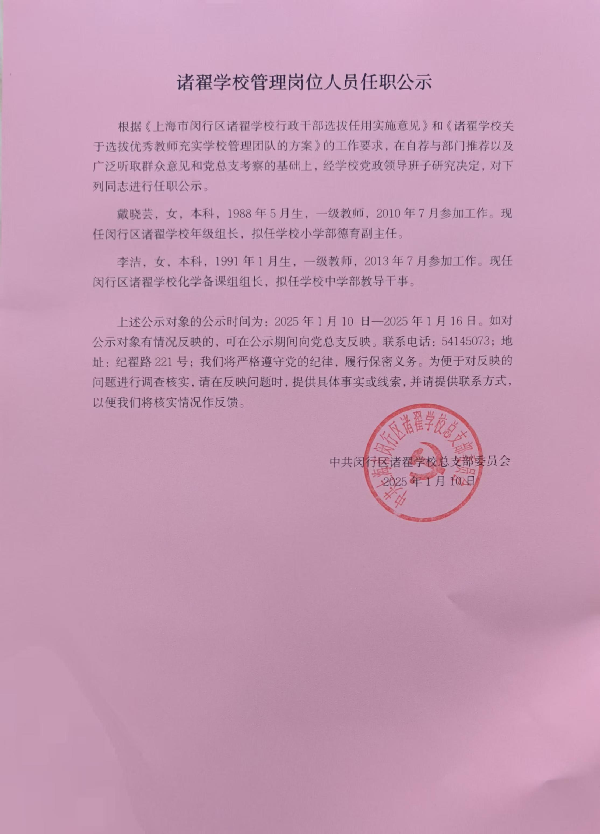 诸翟学校管理岗位人员任职公示
根据《上海市闵行区诸翟学校行政干部选拔任用实施意见》和《诸翟学校关
于选拔优秀教师充实学校管理团队的方案》的工作要求，在自荐与部门推荐以及
广泛听取群众意见和党总支考察的基础上，经学校党政领导班子研究决定，对下
列同志进行任职公示。
戴晓芸，女，本科，1988 年 5 月生，一级教师，2010 年 7 月参加工作。现
任闵行区诸翟学校年级组长，拟任学校小学部德育副主任。
李洁，女，本科，1991 年 1 月生，一级教师，2013 年 7 月参加工作。现任
闵行区诸翟学校化学备课组组长，拟任学校中学部教导干事。
上述公示对象的公示时间为：2025 年 1 月 10 日—2025 年 1 月 16 日。如对
公示对象有情况反映的，可在公示期间向党总支反映。联系电话：54145073；地
址：纪翟路 221 号；我们将严格遵守党的纪律，履行保密义务。为便于对反映的
问题进行调查核实，请在反映问题时，提供具体事实或线索，并请提供联系方式，
以便我们将核实情况作反馈。
中共闵行区诸翟学校总支部委员会
2025 年 1 月 10 日